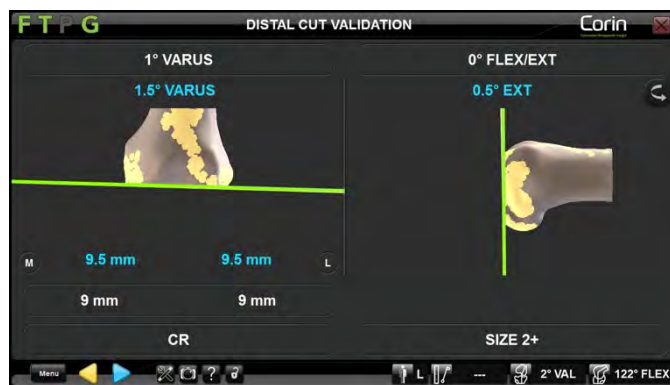 F T P G
DISTAL CUT VALIDATION
Corin
1° VARUS
0° FLEX/EXT
1.5° VARUS
0.5° EXT
M
9.5 mm
9.5 mm
L
9 mm
9 mm
CR
SIZE 2+
Menu
?
L
---
2° VAL
122° FLEX